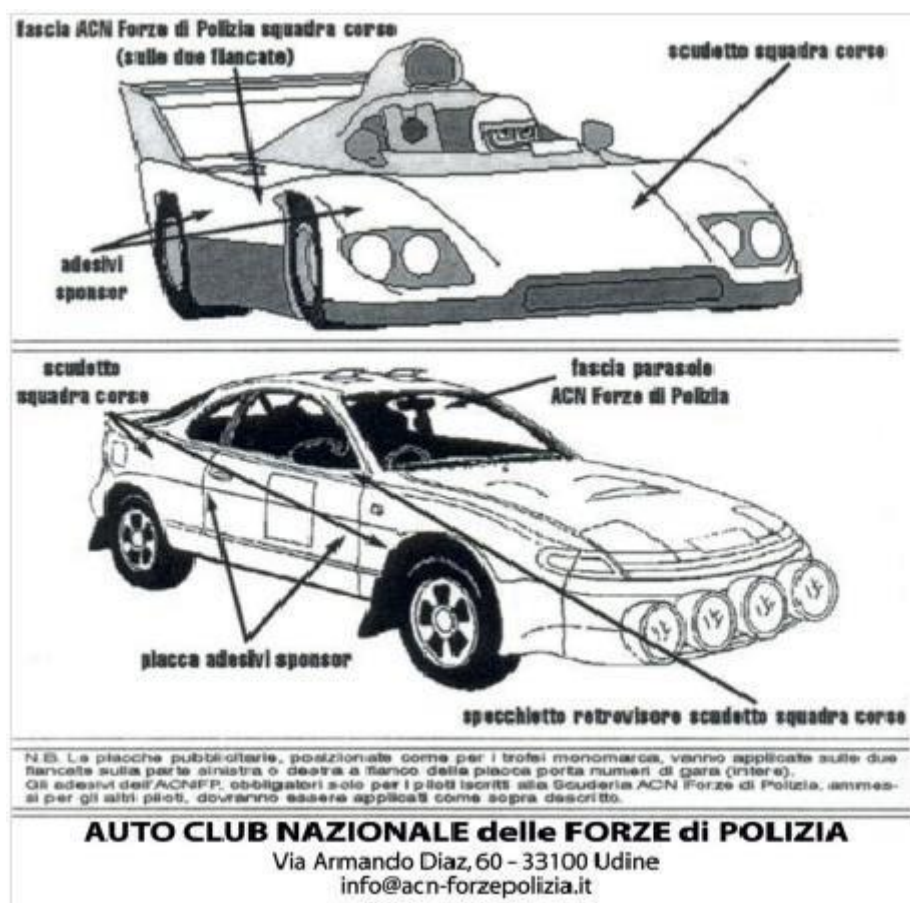 fascia ACN Forze di Polizia squadra corse
(sulle due fiancate)
scudetto squadra corse
adesivi
sponsor
scudetto
squadra corse
fascia parasole
ACN Forze di Polizia
placca adesivi sponsor
specchietto retrovisore scudetto squadra corse
N.B. Le placche pubblicitarie, posizionate come per i trofei monomarca, vanno applicate sulle due
fiancate sulla parte sinistra o destra a fianco della placca porta numeri di gara (intere).
Gli adesivi dell'ACNFP, obbligatori solo per i piloti iscritti alla Scuderia ACN Forze di Polizia, ammes-
si per gli altri piloti, dovranno essere applicati come sopra descritto.
AUTO CLUB NAZIONALE delle FORZE di POLIZIA
Via Armando Diaz, 60 - 33100 Udine
info@acn-forzepolizia.it